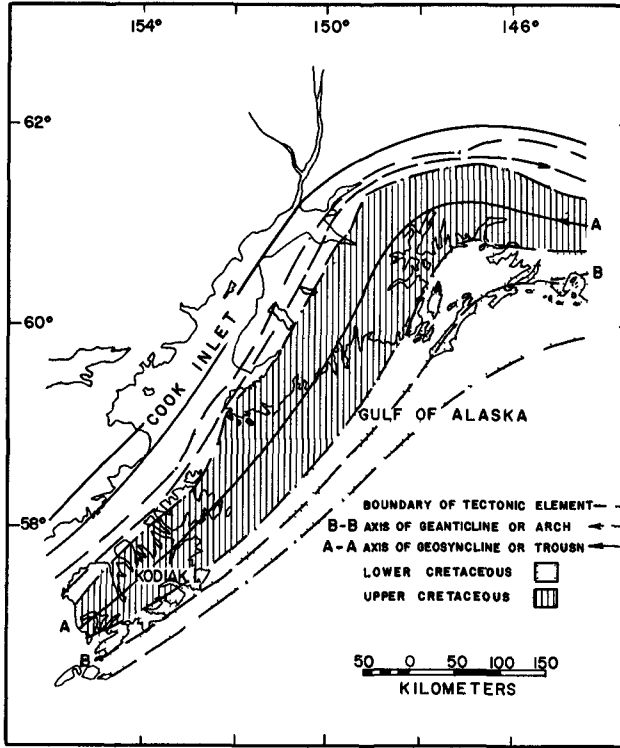 154° 150° 146°
62°
A
B
60°
COOK INLET
GULF OF ALASKA
58°
BOUNDARY OF TECTONIC ELEMENT
B-B AXIS OF GEANTICLINE OR ARCH
A-A AXIS OF GEOSYNCLINE OR TROUSH
LOWER CRETACEOUS
KODIAK
UPPER CRETACEOUS
A
B
50 0 50 100 150
KILOMETERS